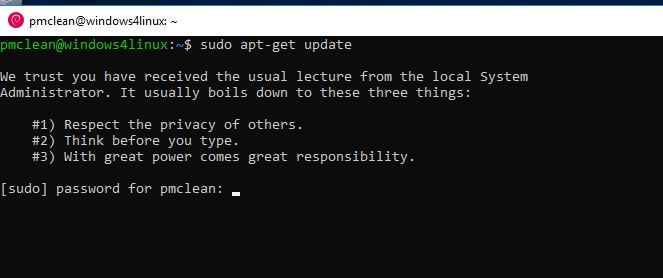 pmclean@windows4linux: ~
pmclean@windows4linux:~$ sudo apt-get update
We trust you have received the usual lecture from the local System
Administrator. It usually boils down to these three things:
#1) Respect the privacy of others.
#2) Think before you type.
#3) With great power comes great responsibility.
[sudo] password for pmclean: